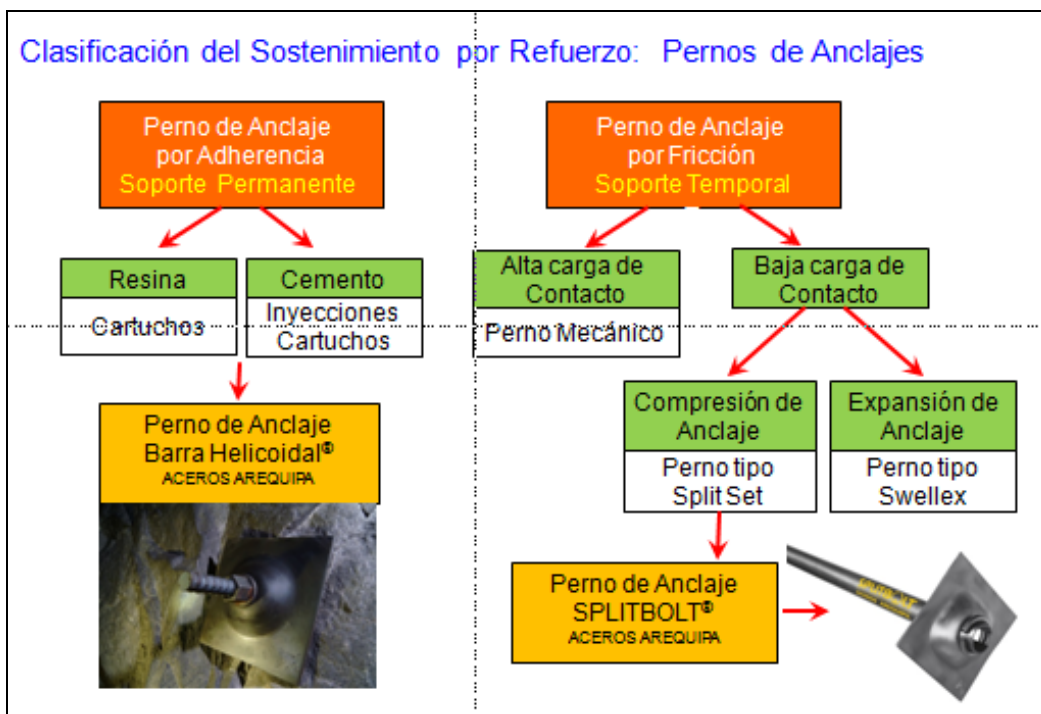 Clasificación del Sostenimiento por Refuerzo: Pernos de Anclajes
Perno de Anclaje
por Adherencia
Soporte Permanente
Resina
Cartuchos
Cemento
Inyecciones
Cartuchos
Perno de Anclaje
Barra Helicoidal®
ACEROS AREQUIPA
Perno de Anclaje
por Fricción
Soporte Temporal
Alta carga de
Contacto
Perno Mecánico
Baja carga de
Contacto
Compresión de
Anclaje
Perno tipo
Split Set
Expansión de
Anclaje
Perno tipo
Swellex
Perno de Anclaje
SPLITBOLT®
ACEROS AREQUIPA